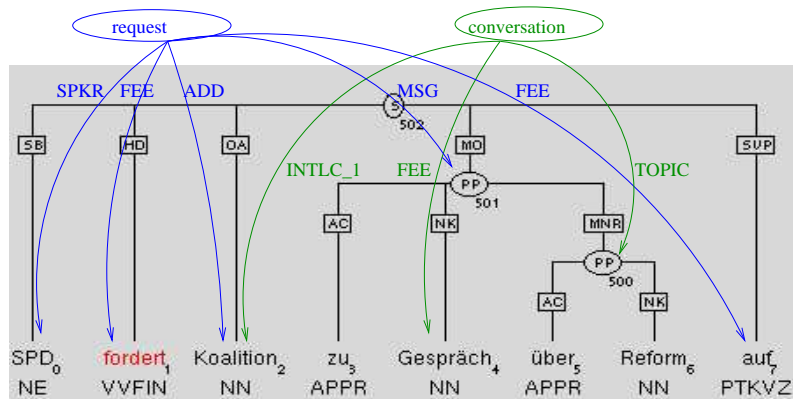 request conversation
SPKR FEE ADD MSG FEE
S
502
SB HD OA MO SVP
INTLC_1 FEE TOPIC
PP
501
AC NK MNR
PP
500
AC NK
SPD0 fordert1 Koalition2 zu3 Gespräch4 über5 Reform6 auf7
NE VVFIN NN APPR NN APPR NN PTKVZ